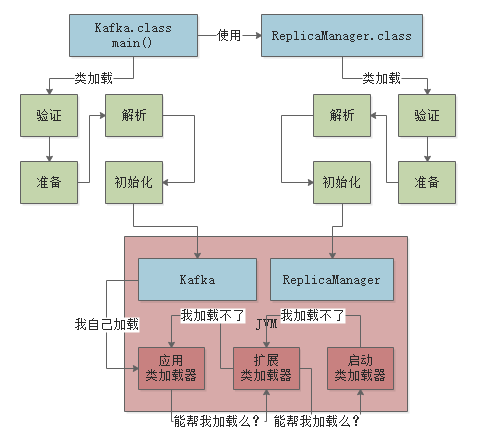 Kafka.class
main()
使用
ReplicaManager.class
类加载
类加载
验证
解析
解析
验证
准备
初始化
初始化
准备
Kafka
ReplicaManager
我自己加载
我加载不了
我加载不了
JVM
应用
类加载器
扩展
类加载器
启动
类加载器
能帮我加载么?
能帮我加载么?